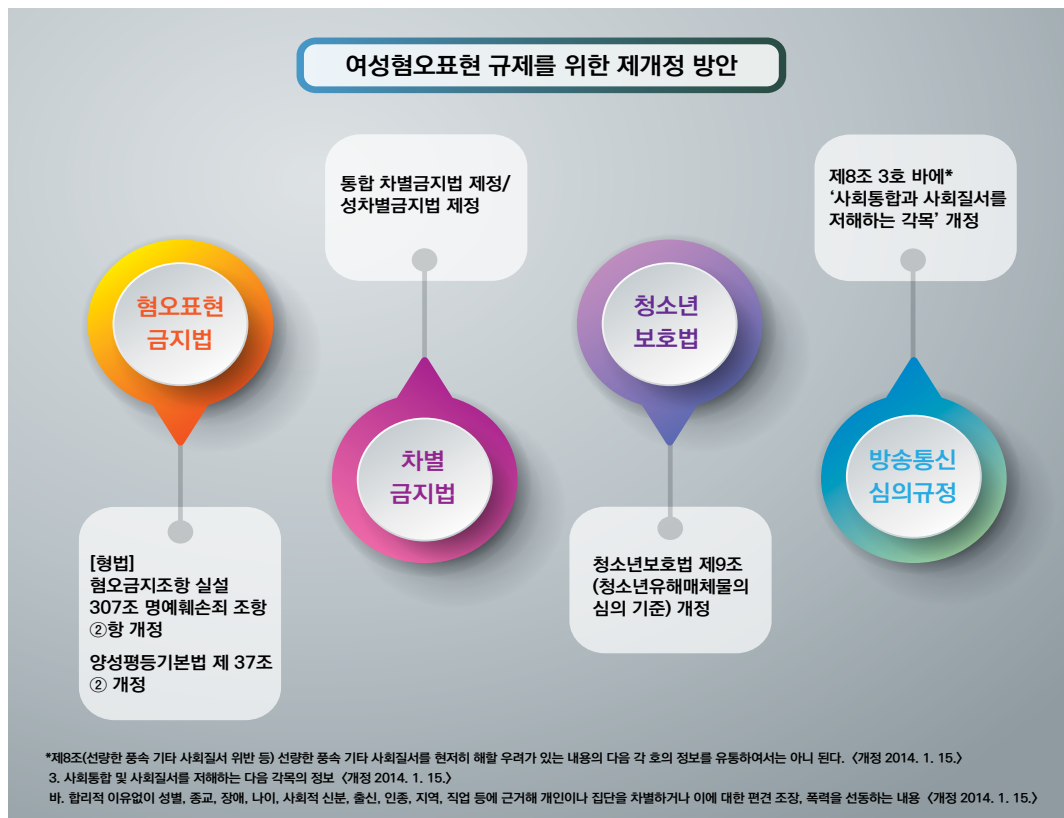 여성혐오표현 규제를 위한 제개정 방안
혐오표현
금지법
[형법]
혐오금지조항 실설
307조 명예훼손죄 조항
②항 개정
양성평등기본법 제 37조
② 개정
통합 차별금지법 제정/
성차별금지법 제정
차별
금지법
청소년
보호법
청소년보호법 제9조
(청소년유해매체물의
심의 기준) 개정
제8조 3호 바에*
‘사회통합과 사회질서를
저해하는 각목’ 개정
방송통신
심의규정
*제8조(선량한 풍속 기타 사회질서 위반 등) 선량한 풍속 기타 사회질서를 현저히 해할 우려가 있는 내용의 다음 각 호의 정보를 유통하여서는 아니 된다. 〈개정 2014. 1. 15.〉
3. 사회통합 및 사회질서를 저해하는 다음 각목의 정보 〈개정 2014. 1. 15.〉
바. 합리적 이유없이 성별, 종교, 장애, 나이, 사회적 신분, 출신, 인종, 지역, 직업 등에 근거해 개인이나 집단을 차별하거나 이에 대한 편견 조장, 폭력을 선동하는 내용 〈개정 2014. 1. 15.〉